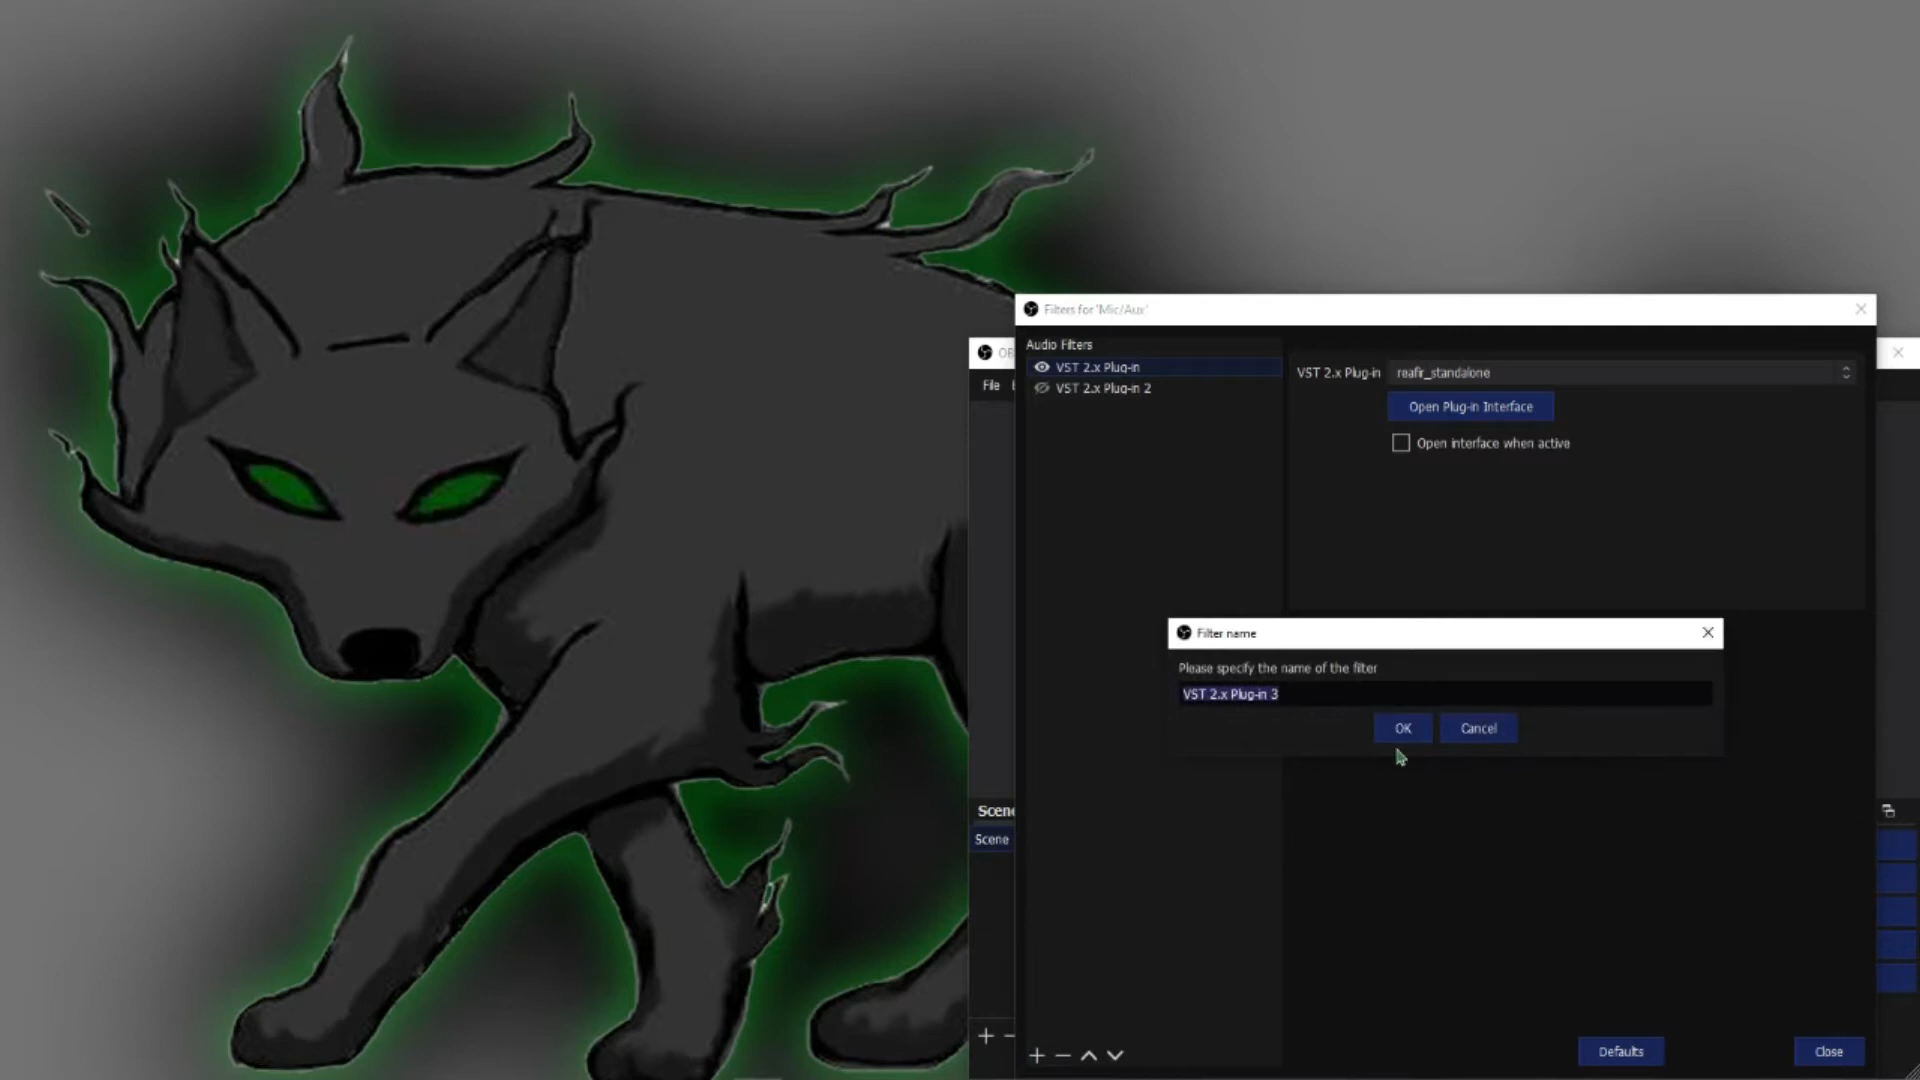 Filters for 'Mic/Aux'
Audio Filters
VST 2.x Plug-in
VST 2.x Plug-in 2
VST 2.x Plug-in
reafir_standalone
Open Plug-in Interface
Open interface when active
File
Filter name
Please specify the name of the filter
VST 2.x Plug-in 3
OK
Cancel
Scene
Scene
Defaults
Close